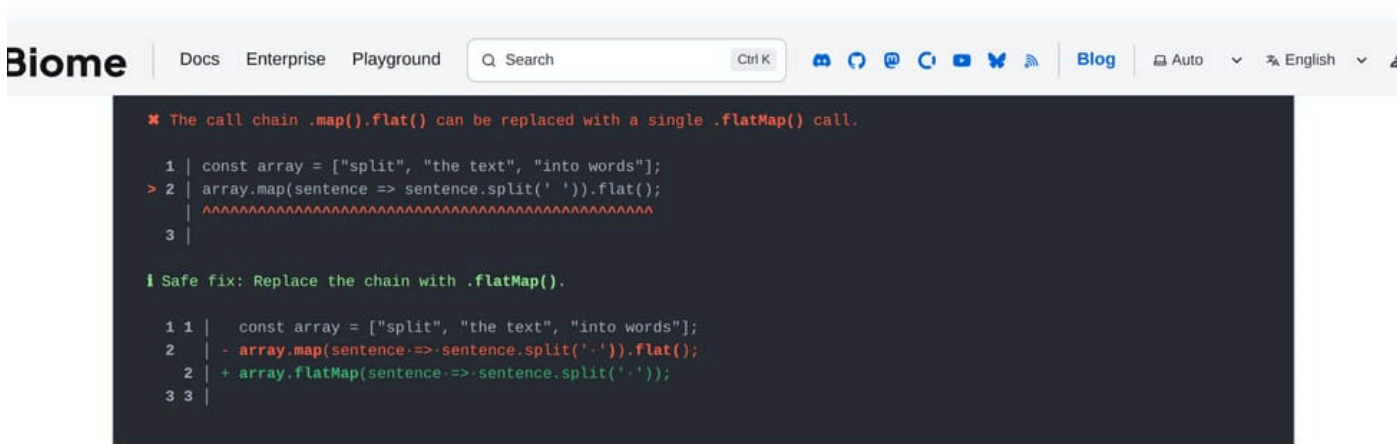 Biome Docs Enterprise Playground Search Ctrl K Blog Auto English
✖ The call chain .map().flat() can be replaced with a single .flatMap() call.
1 │ const array = ["split", "the text", "into words"];
> 2 │ array.map(sentence => sentence.split(' ')).flat();
│ ^^^^^^^^^^^^^^^^^^^^^^^^^^^^^^^^^^^^^^^^^^^^^^^^^
3 │
ℹ Safe fix: Replace the chain with .flatMap().
1 1 │ const array = ["split", "the text", "into words"];
2 │ - array.map(sentence·=>·sentence.split('·')).flat();
2 │ + array.flatMap(sentence·=>·sentence.split('·'));
3 3 │